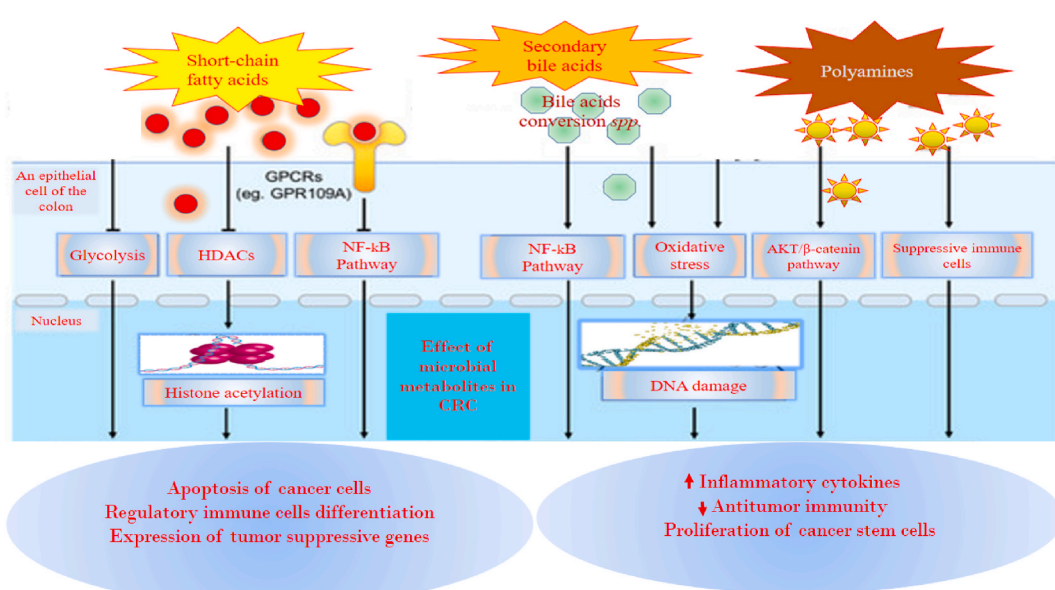 Short-chain
fatty acids
Secondary
bile acids
Polyamines
Bile acids
conversion spp.
An epithelial
cell of the
colon
GPCRs
(eg. GPR109A)
Glycolysis
HDACs
NF-kB
Pathway
NF-kB
Pathway
Oxidative
stress
AKT/β-catenin
pathway
Suppressive immune
cells
Nucleus
Histone acetylation
Effect of
microbial
metabolites in
CRC
DNA damage
Apoptosis of cancer cells
Regulatory immune cells differentiation
Expression of tumor suppressive genes
Inflammatory cytokines
Antitumor immunity
Proliferation of cancer stem cells